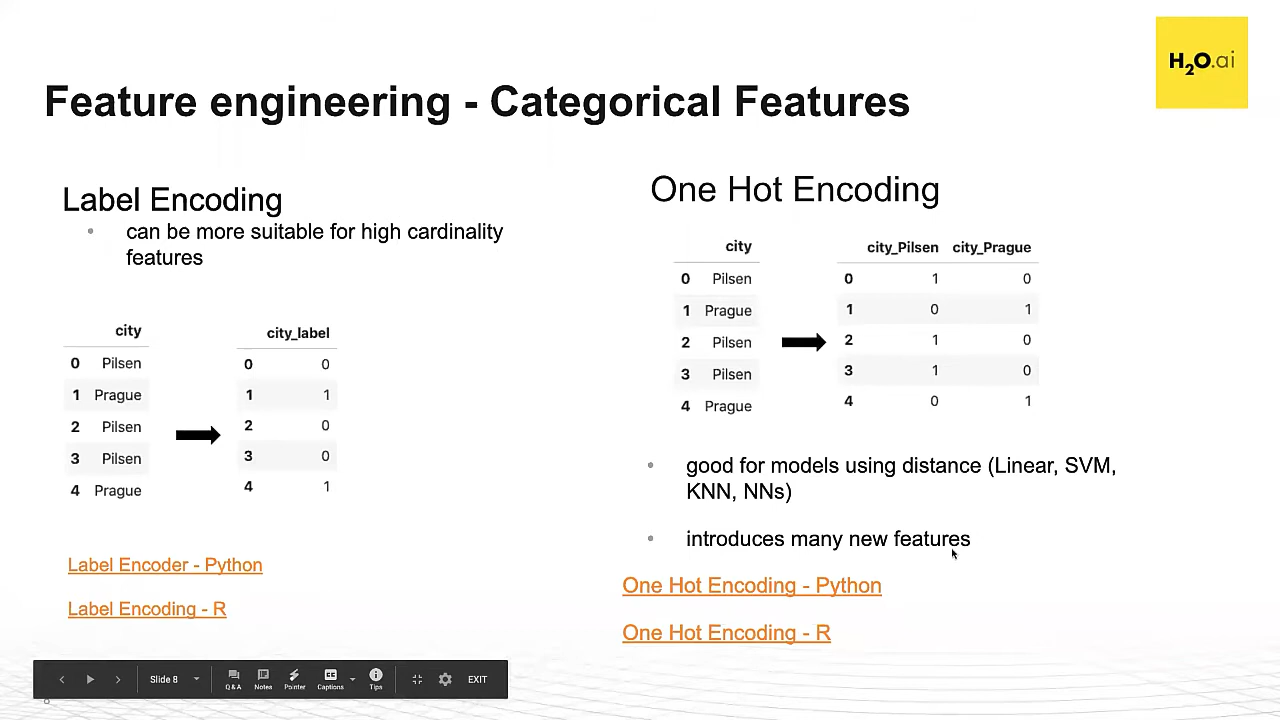 H2O.ai
Feature engineering - Categorical Features
Label Encoding
• can be more suitable for high cardinality
features
city
0 Pilsen
1 Prague
2 Pilsen
3 Pilsen
4 Prague
city_label
0 0
1 1
2 0
3 0
4 1
Label Encoder - Python
Label Encoding - R
One Hot Encoding
city
0 Pilsen
1 Prague
2 Pilsen
3 Pilsen
4 Prague
city_Pilsen city_Prague
0 1 0
1 0 1
2 1 0
3 1 0
4 0 1
• good for models using distance (Linear, SVM,
KNN, NNs)
• introduces many new features
One Hot Encoding - Python
One Hot Encoding - R
Slide 8 Q & A Notes Pointer Captions Tips EXIT
8